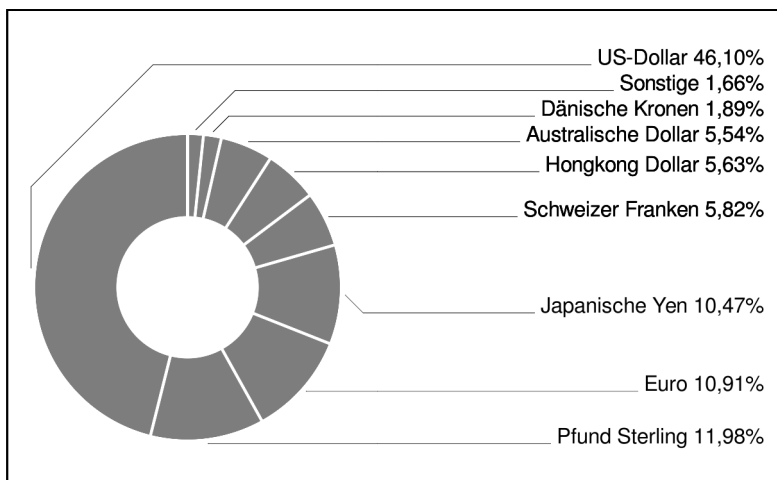 US-Dollar 46,10%
Sonstige 1,66%
Dänische Kronen 1,89%
Australische Dollar 5,54%
Hongkong Dollar 5,63%
Schweizer Franken 5,82%
Japanische Yen 10,47%
Euro 10,91%
Pfund Sterling 11,98%